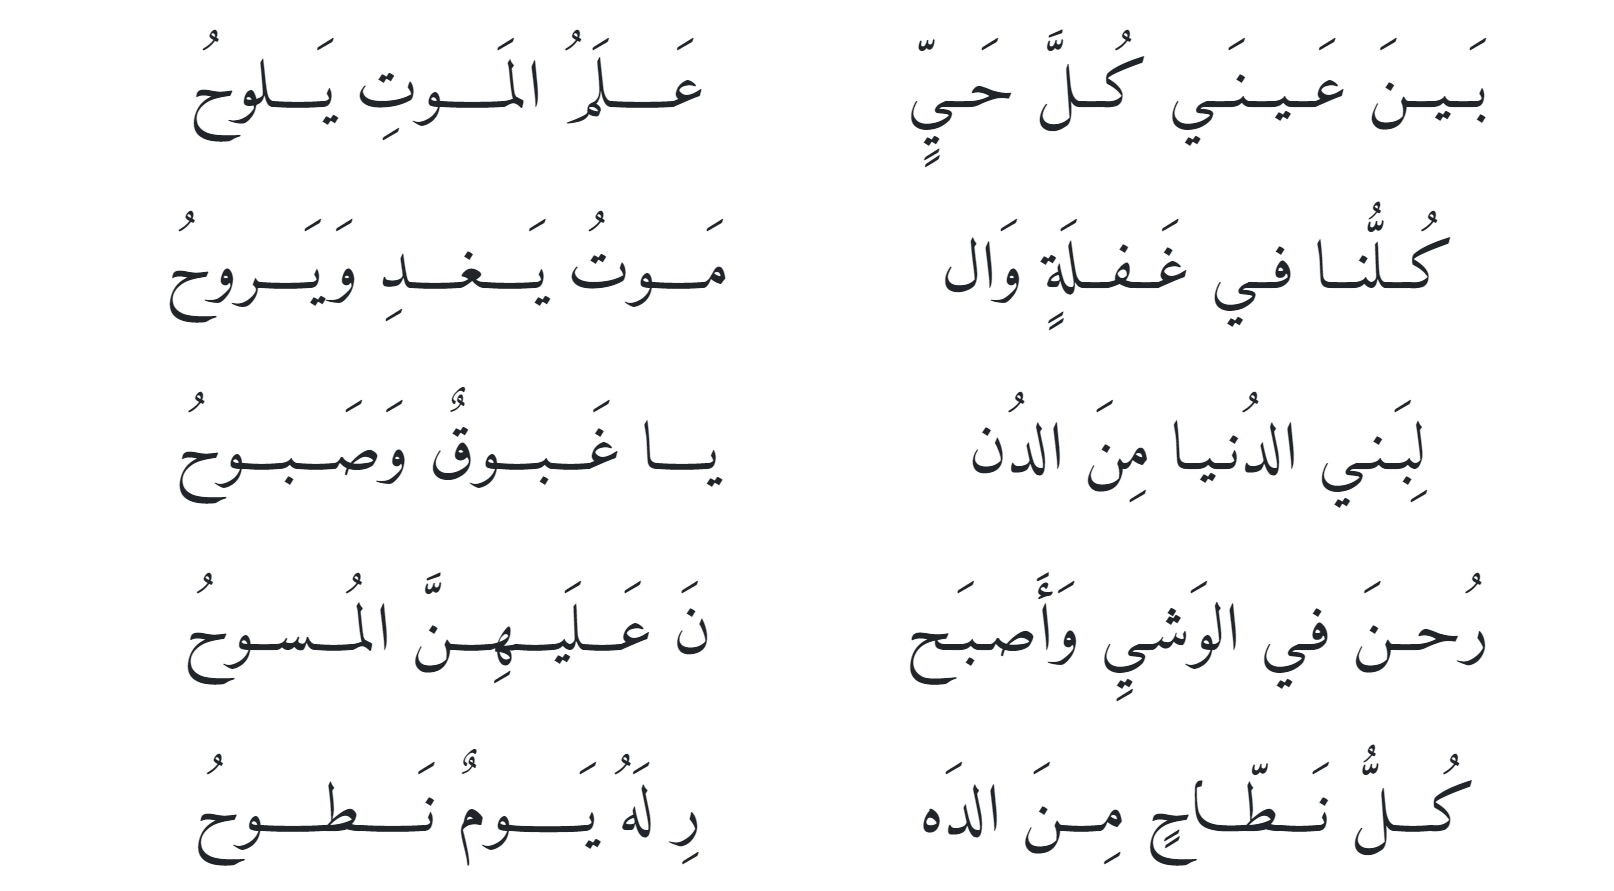 بَينَ عَينَي كُلَّ حَيٍّ عَلَمُ المَوتِ يَلوحُ
كُلُّنا في غَفلَةٍ وَال مَوتُ يَغدِ وَيَروحُ
لِبَني الدُنيا مِنَ الدُن يا غَبوقٌ وَصَبوحُ
رُحنَ في الوَشيِ وَأَصبَح نَ عَلَيهِنَّ المُسوحُ
كُلُّ نَطّاحٍ مِنَ الدَه رِ لَهُ يَومٌ نَطوحُ